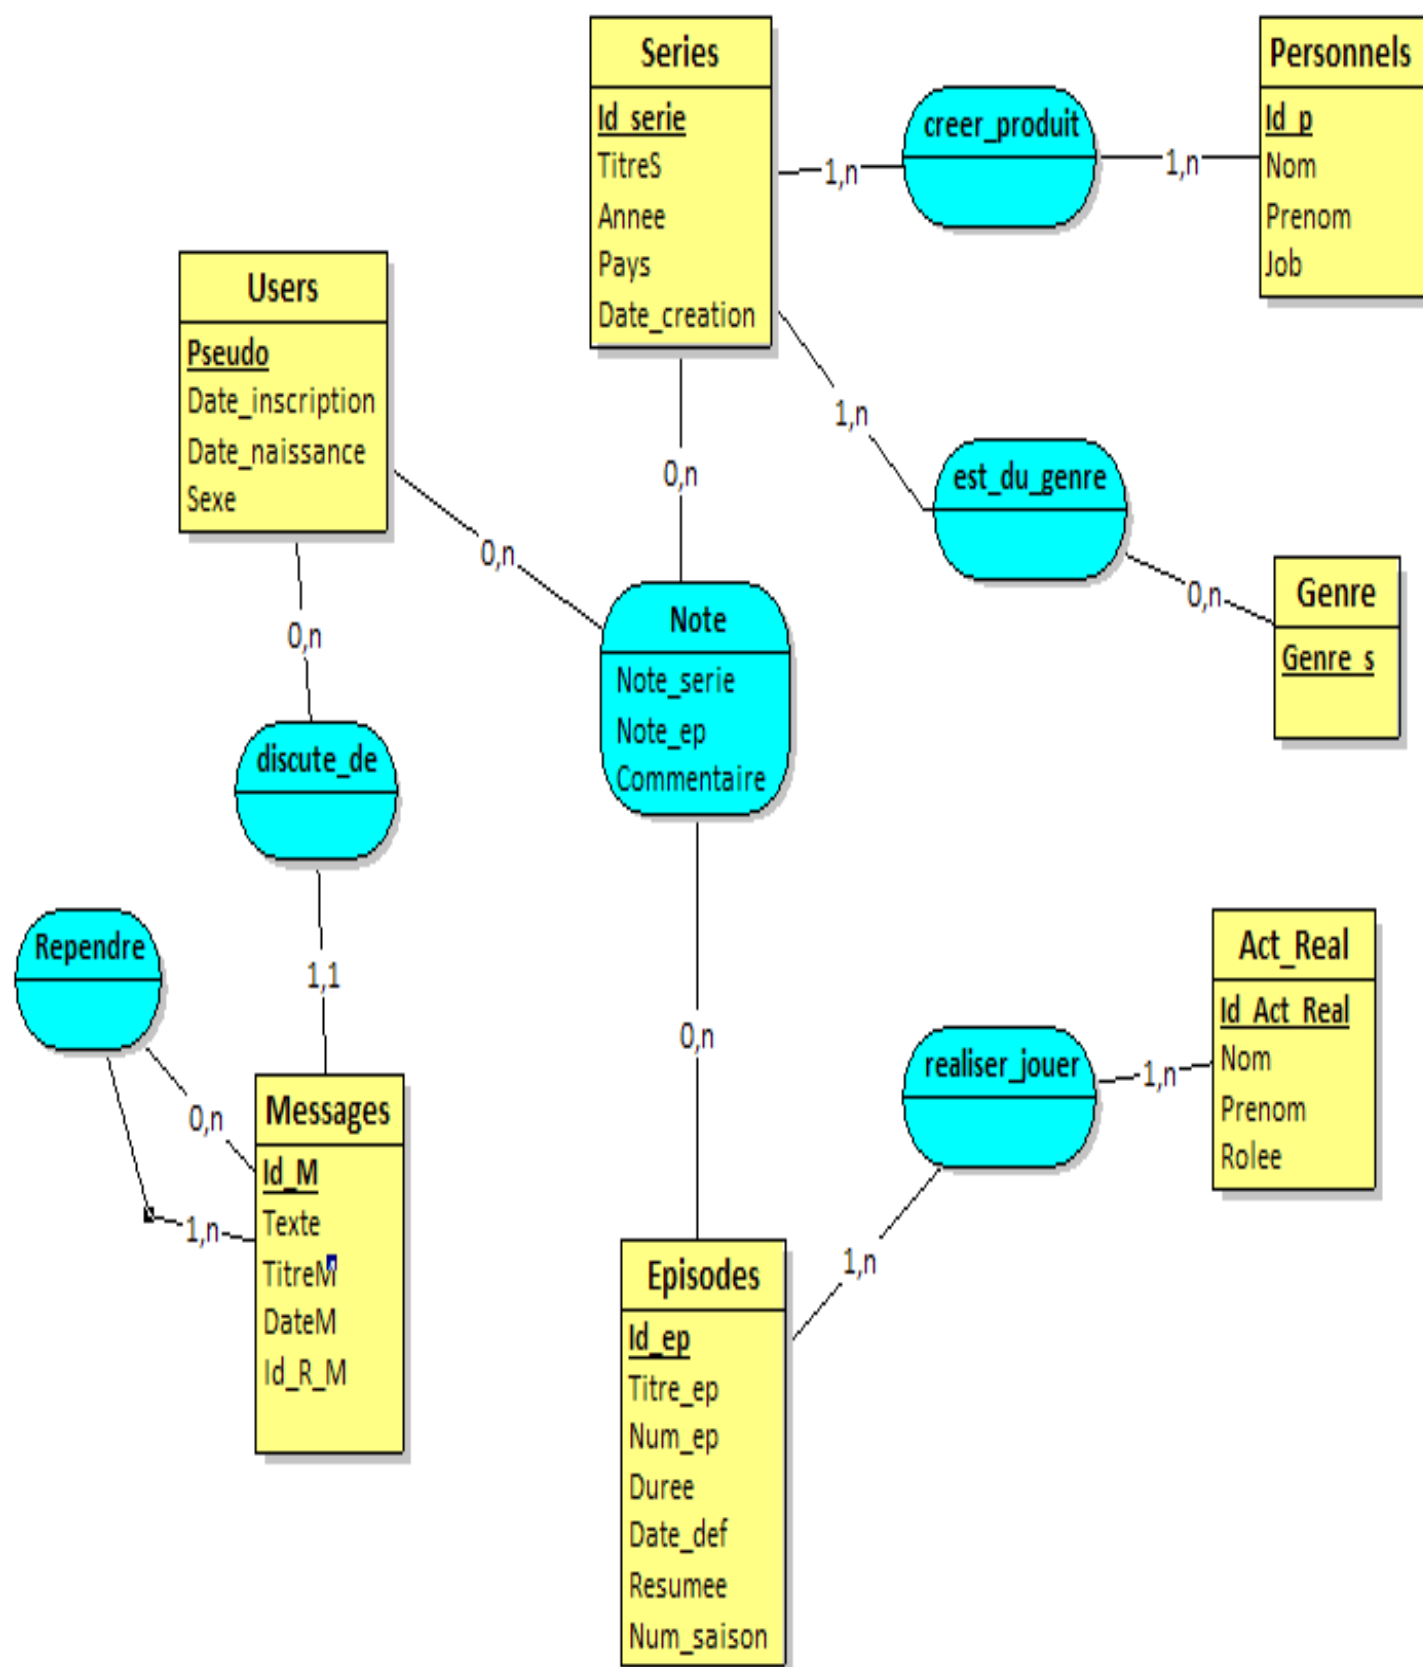 Series
Id_serie
TitreS
Annee
Pays
Date_creation
creer_produit
1,n
1,n
Personnels
Id_p
Nom
Prenom
Job
Users
Pseudo
Date_inscription
Date_naissance
Sexe
1,n
0,n
est_du_genre
0,n
0,n
Genre
Genre_s
Note
Note_serie
Note_ep
Commentaire
0,n
discute_de
1,1
Rependre
0,n
1,n
Messages
Id_M
Texte
TitreM
DateM
Id_R_M
0,n
realiser_jouer
1,n
1,n
Act_Real
Id_Act_Real
Nom
Prenom
Rolee
Episodes
Id_ep
Titre_ep
Num_ep
Duree
Date_def
Resumee
Num_saison